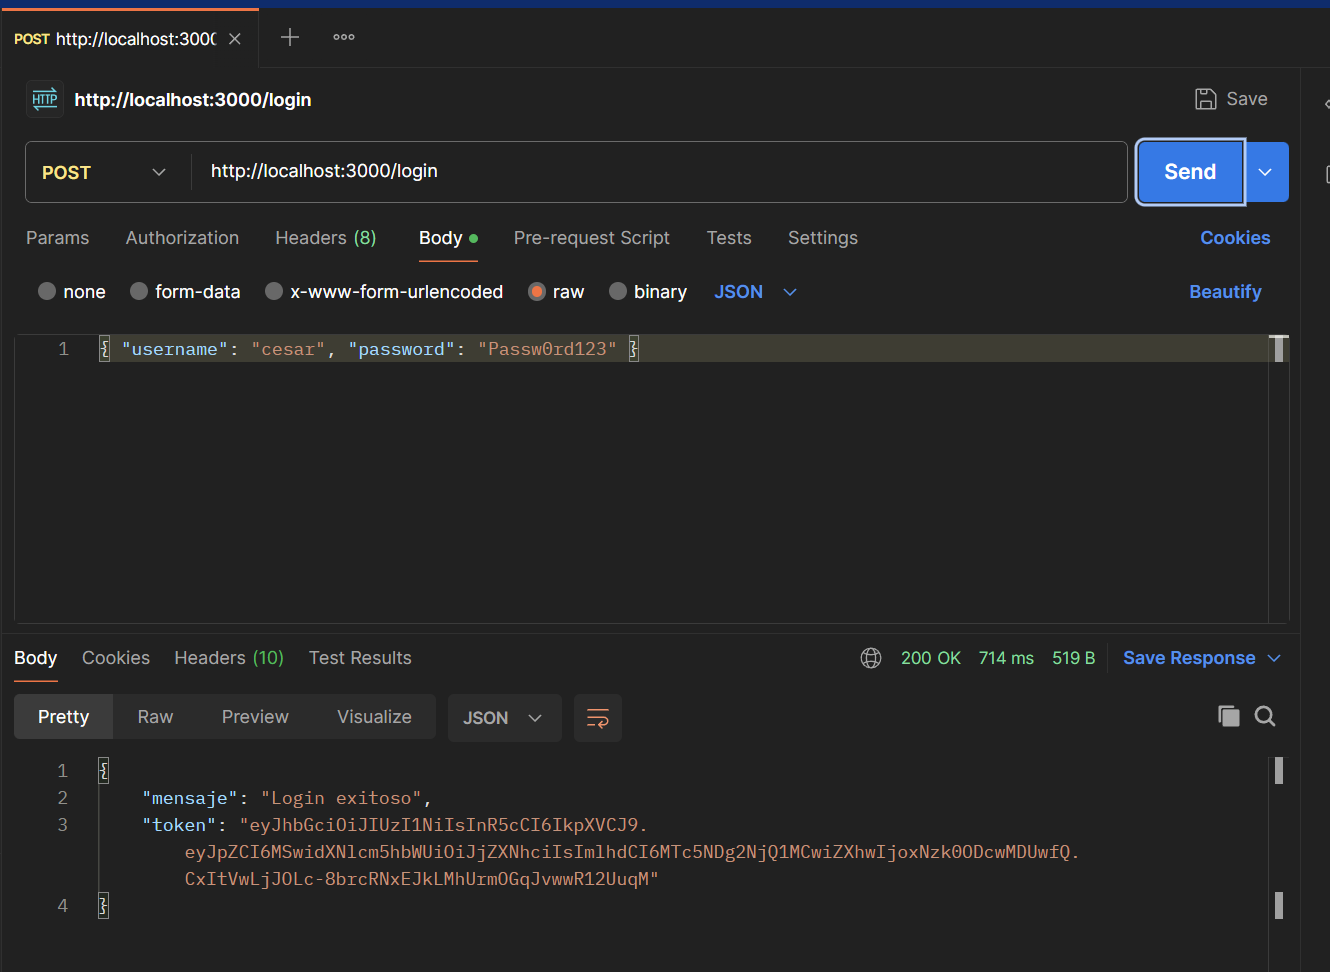 POST http://localhost:300
http://localhost:3000/login
Save
POST http://localhost:3000/login Send
Params Authorization Headers (8) Body Pre-request Script Tests Settings Cookies
none form-data x-www-form-urlencoded raw binary JSON Beautify
1 { "username": "cesar", "password": "Passw0rd123" }
Body Cookies Headers (10) Test Results 200 OK 714 ms 519 B Save Response
Pretty Raw Preview Visualize JSON
1 {
2 "mensaje": "Login exitoso",
3 "token": "eyJhbGciOiJIUzI1NiIsInR5cCI6IkpXVCJ9.
eyJpZCI6MSwidXNlcm5hbWUiOiJjZXNhciIsImlhdCI6MTc5NDg2NjQ1MCwiZXhwIjoxNzk0ODcwMDUwfQ.
CxItVwLjJOLc-8brcRNxEJkLMhUrmOGqJvwwR12UuqM"
4 }